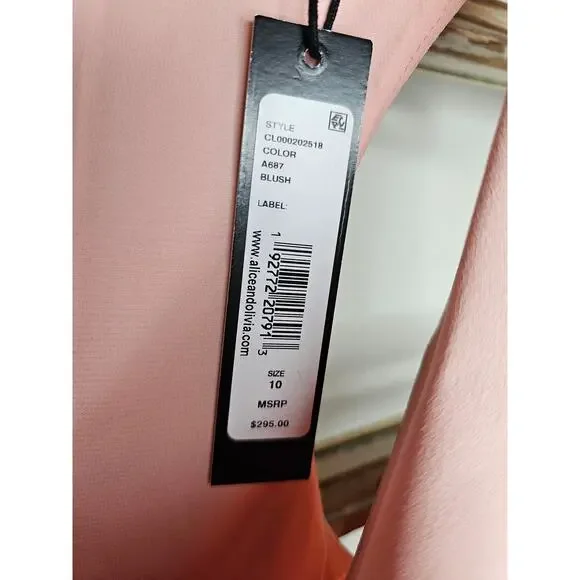 STYLE
CL000202518
COLOR
A687
BLUSH
LABEL:
1 92772 20791 3
www.aliceandolivia.com
SIZE
10
MSRP
$295.00